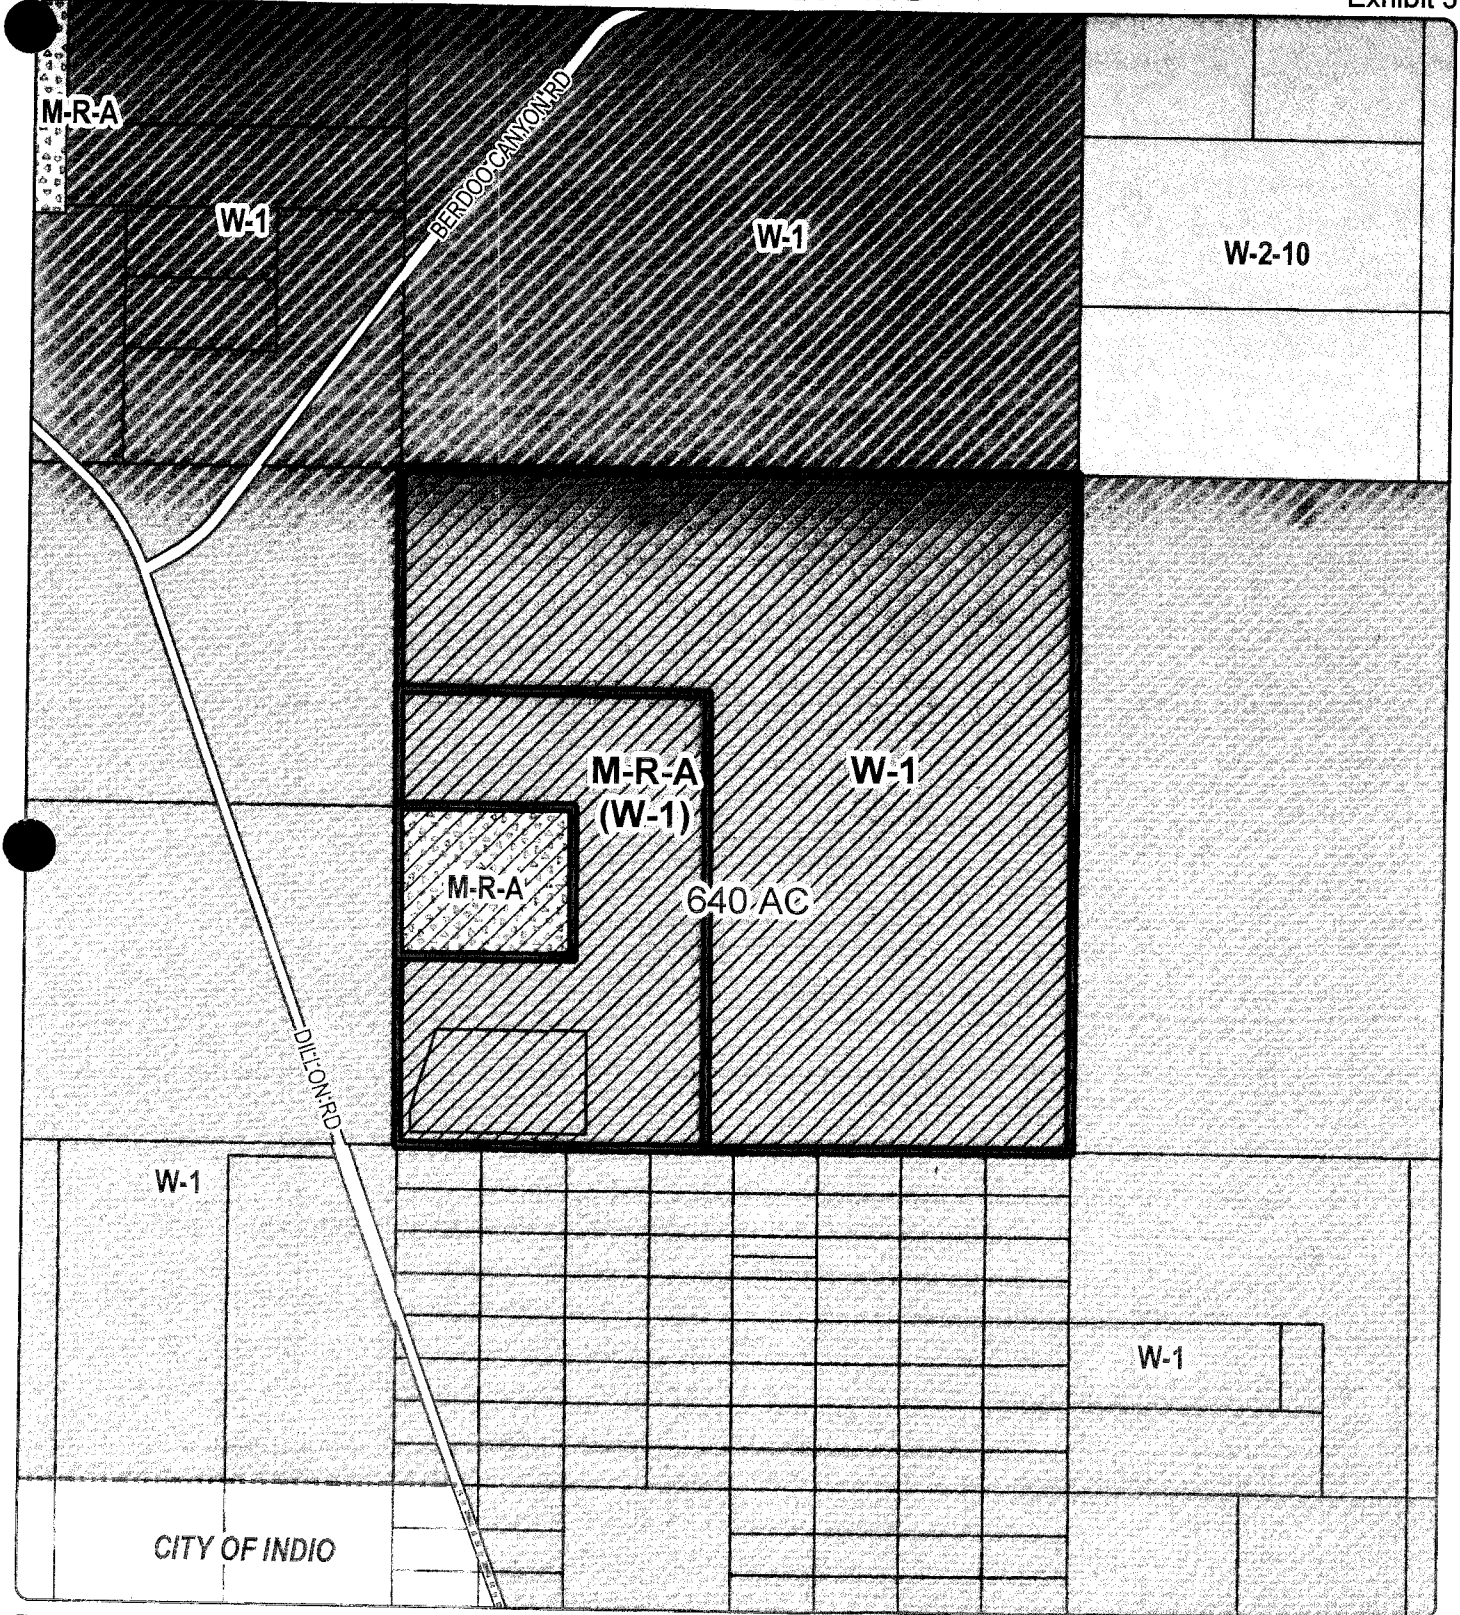 Exhibit 5
M-R-A
BERDOO CANYON RD
W-1
W-1
W-2-10
M-R-A
(W-1)
W-1
M-R-A
640 AC
DILLON RD
W-1
W-1
CITY OF INDIO